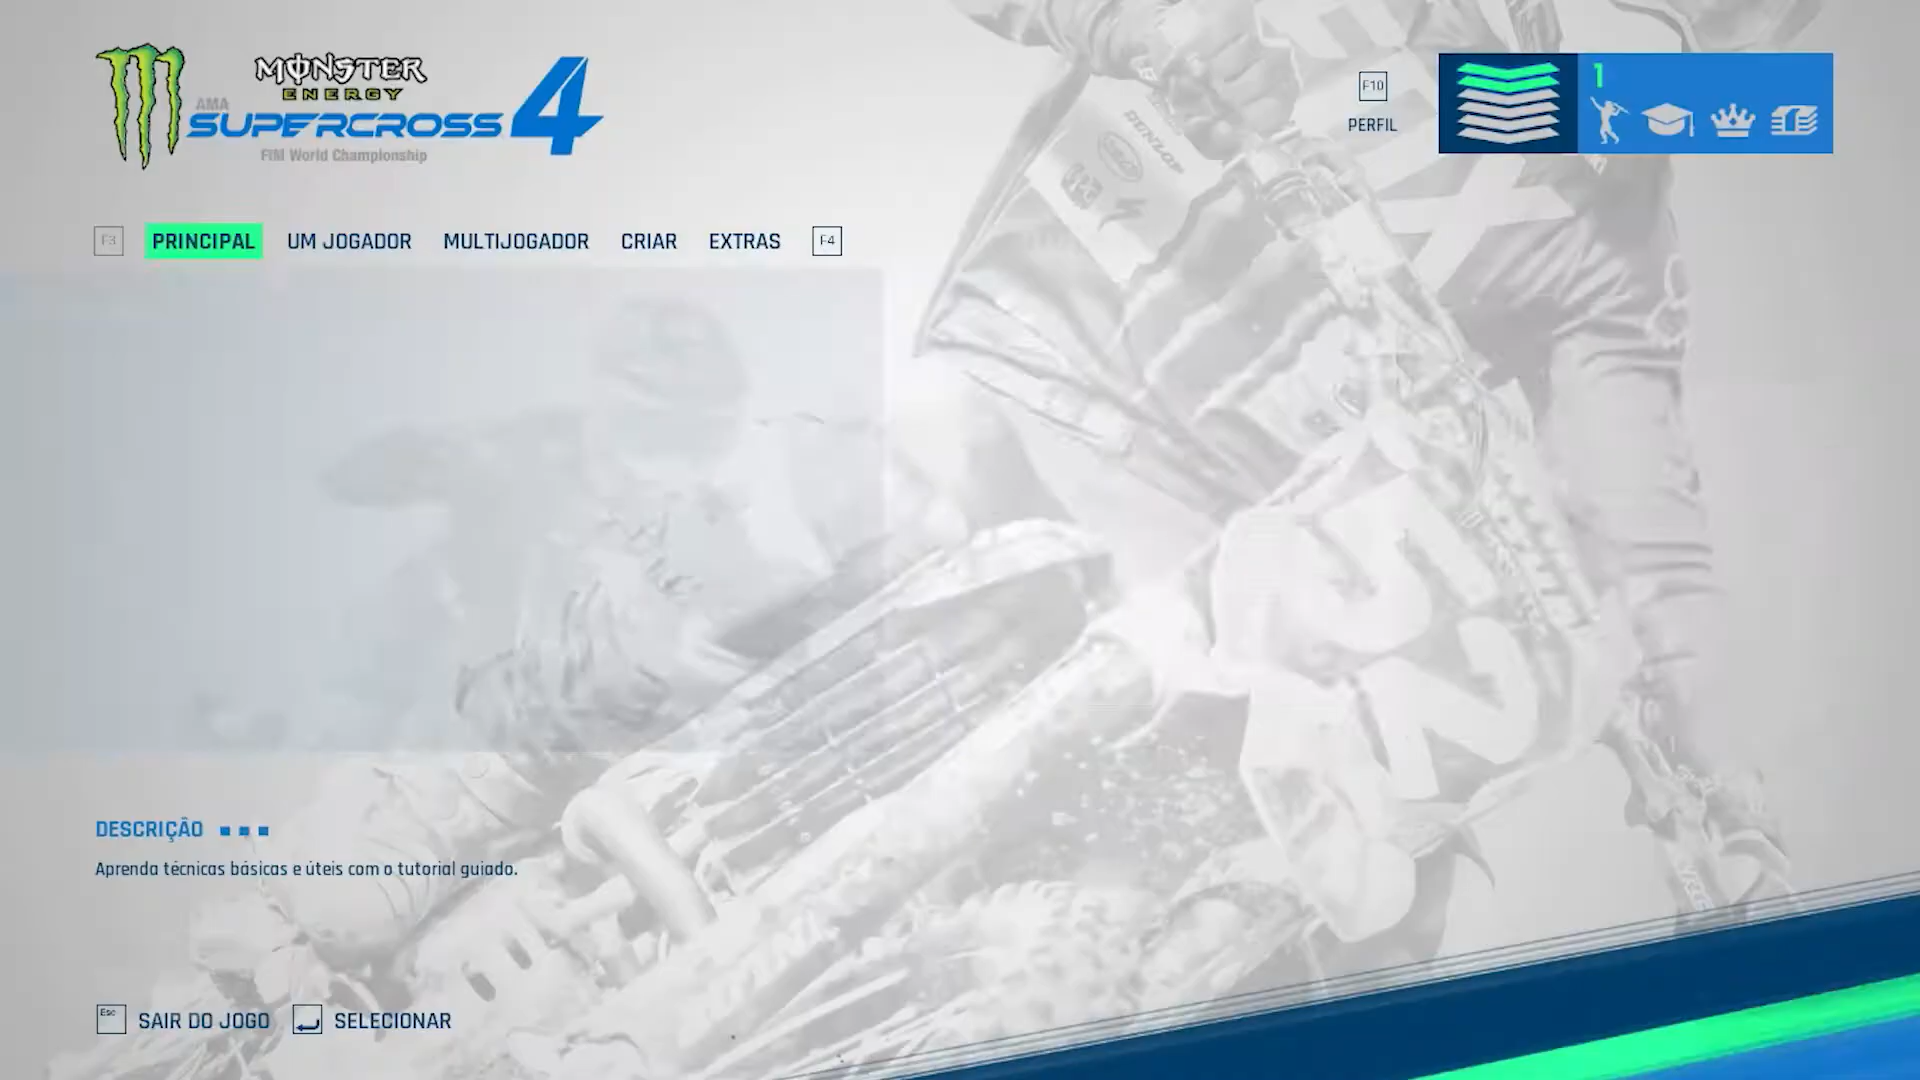 MONSTER
ENERGY
AMA
SUPERCROSS 4
FIM World Championship
F10
PERFIL
1
F3
PRINCIPAL
UM JOGADOR
MULTIJOGADOR
CRIAR
EXTRAS
F4
DUNLOP
DESCRIÇÃO
Aprenda técnicas básicas e úteis com o tutorial guiado.
Esc
SAIR DO JOGO
SELECIONAR